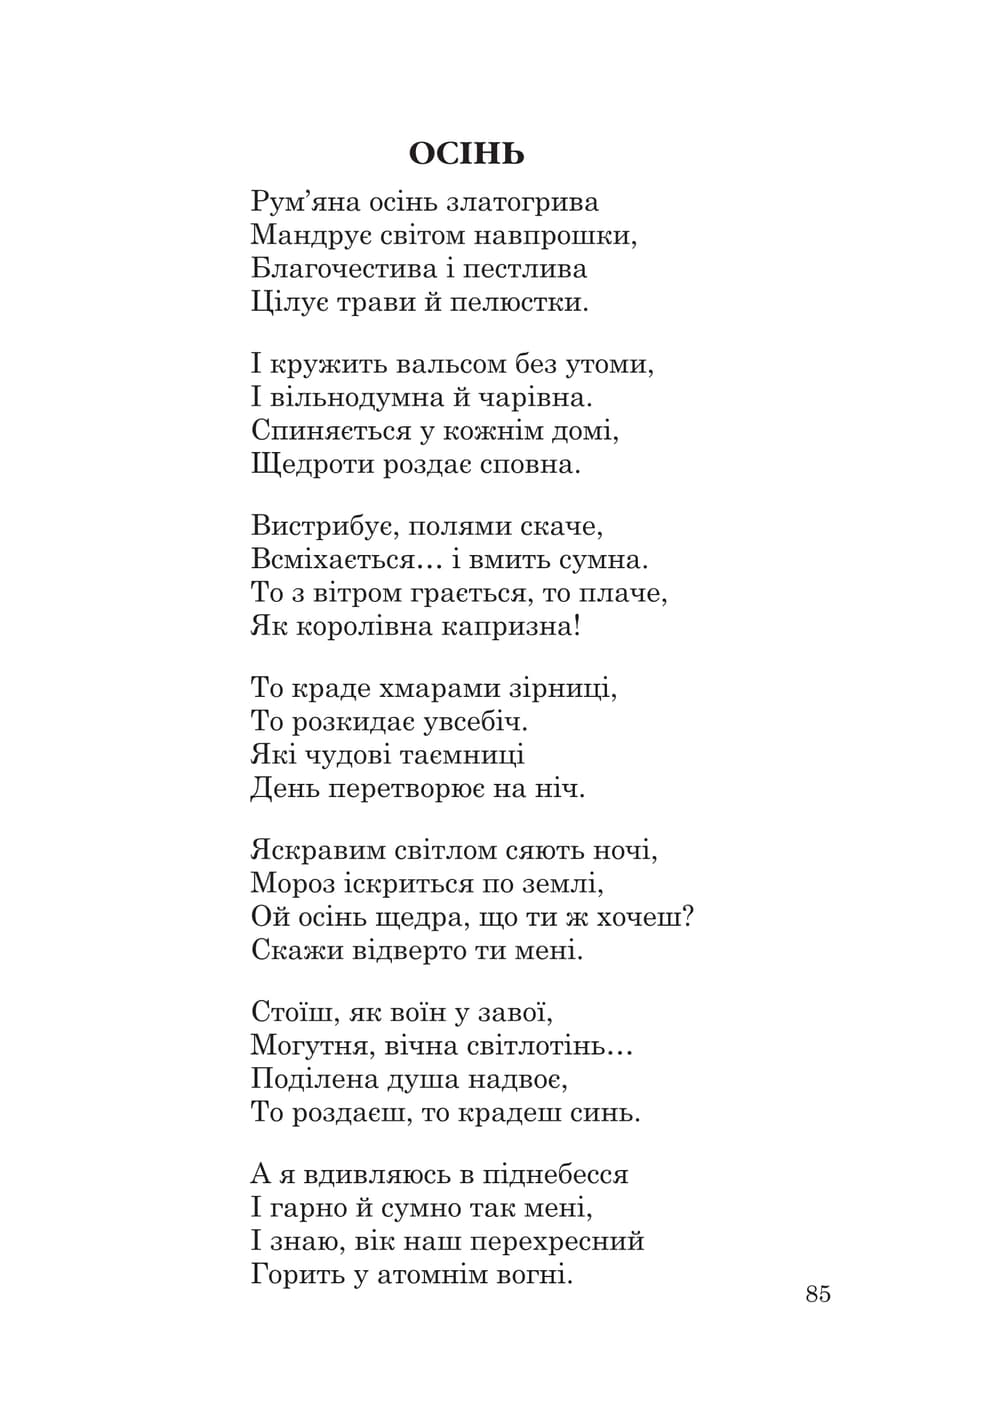 ОСІНЬ
Рум’яна осінь златогрива
Мандрує світом навпрошки,
Благочестива і пестлива
Цілує трави й пелюстки.
І кружить вальсом без утоми,
І вільнодумна й чарівна.
Спиняється у кожнім домі,
Щедроти роздає сповна.
Вистрибує, полями скаче,
Всміхається... і вмить сумна.
То з вітром грається, то плаче,
Як королівна капризна!
То краде хмарами зірниці,
То розкидає увсебіч.
Які чудові таємниці
День перетворює на ніч.
Яскравим світлом сяють ночі,
Мороз іскриться по землі,
Ой осінь щедра, що ти ж хочеш?
Скажи відверто ти мені.
Стоїш, як воїн у завої,
Могутня, вічна світлотінь...
Поділена душа надвоє,
То роздаєш, то крадеш синь.
А я вдивляюсь в піднебесся
І гарно й сумно так мені,
І знаю, вік наш перехресний
Горить у атомнім вогні.
85